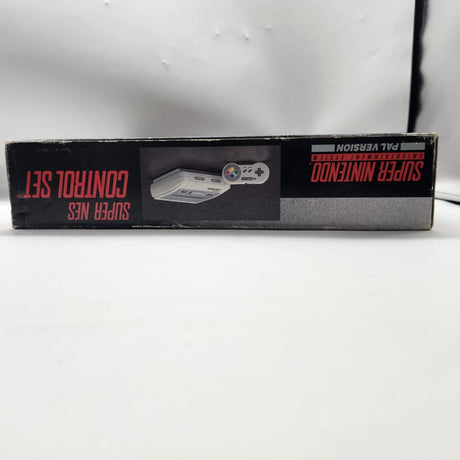 SUPER NINTENDO
ENTERTAINMENT SYSTEM
PAL VERSION
SUPER NES
CONTROL SET